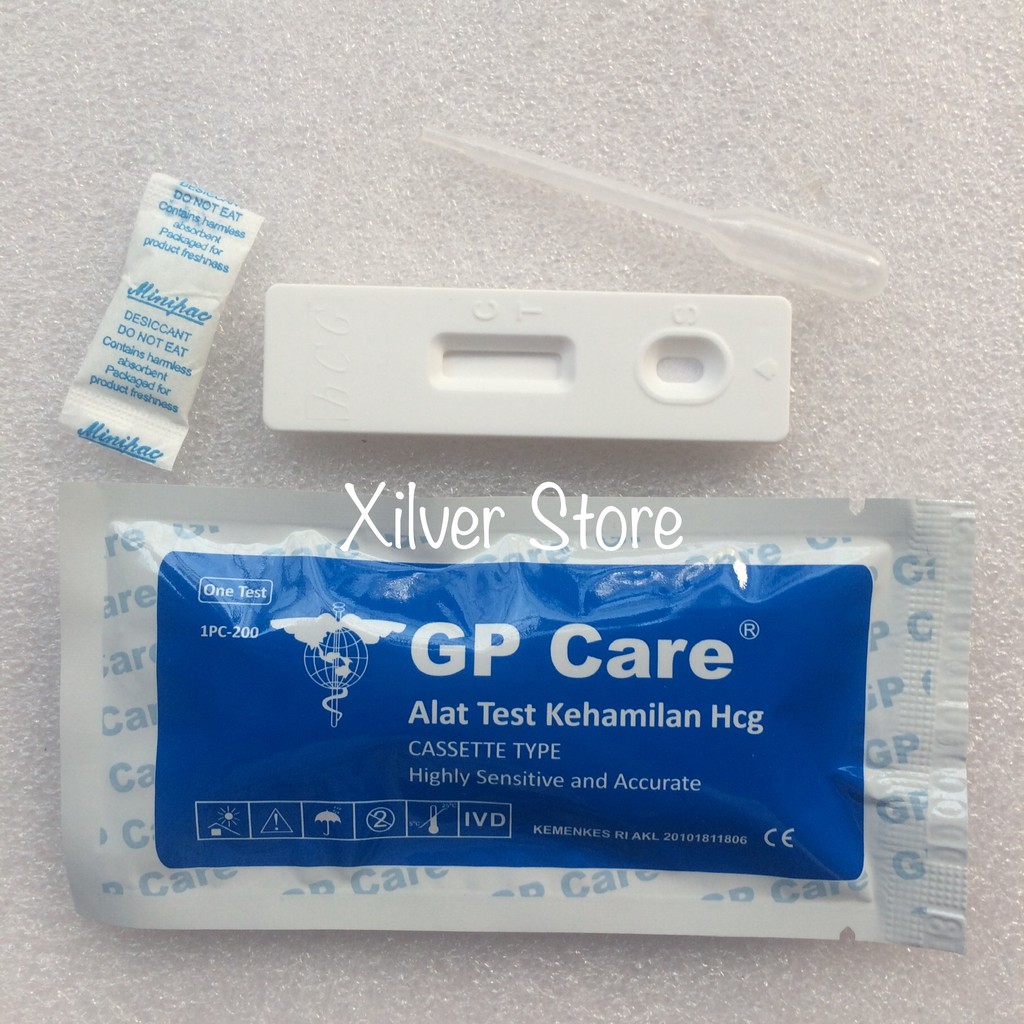 DESICCANT
DO NOT EAT
Contains harmless
absorbent
Packaged for
product freshness
Minipac
DESICCANT
DO NOT EAT
Contains harmless
absorbent
Packaged for
product freshness
Minipac
C T S
Xilver Store
One Test
1PC-200
GP Care®
Alat Test Kehamilan Hcg
CASSETTE TYPE
Highly Sensitive and Accurate
IVD
KEMENKES RI AKL 20101811806 CE